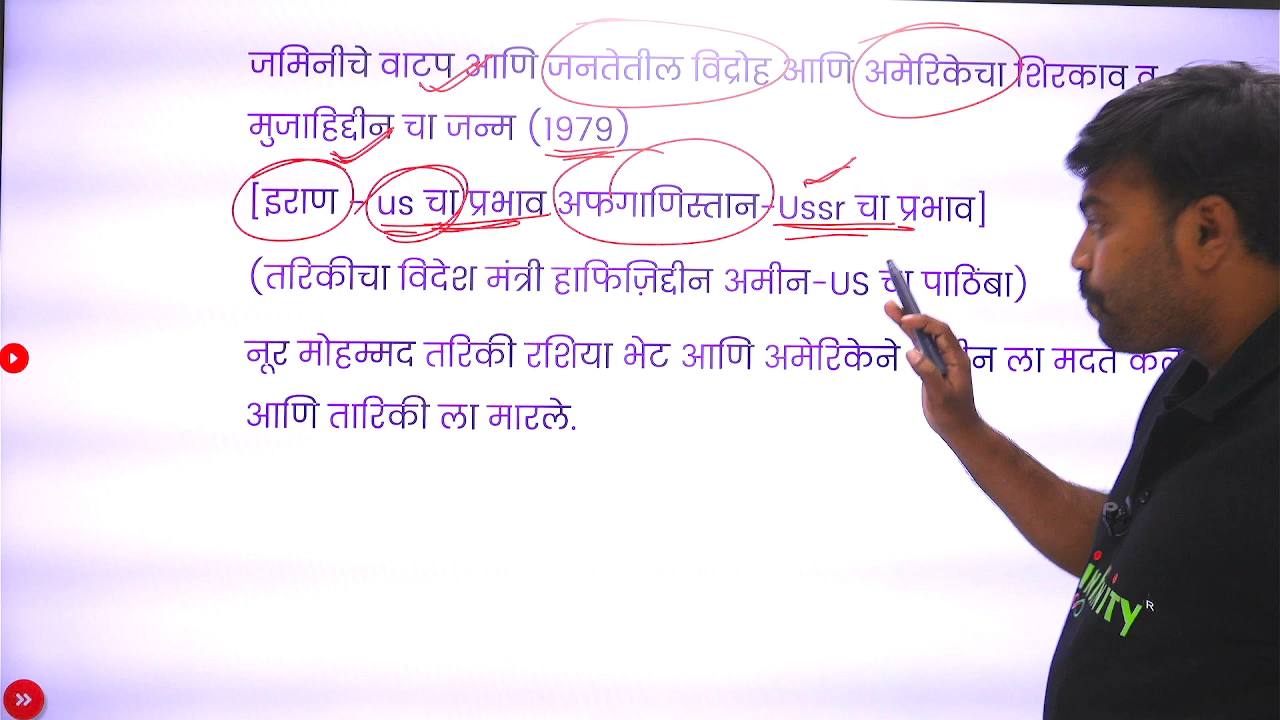 जमिनीचे वाटप आणि जनतेतील विद्रोह आणि अमेरिकेचा शिरकाव व
मुजाहिद्दीन चा जन्म (1979)
[इराण - us चा प्रभाव अफगाणिस्तान-Ussr चा प्रभाव]
(तरिकीचा विदेश मंत्री हाफिज़िद्दीन अमीन-US चा पाठिंबा)
नूर मोहम्मद तरिकी रशिया भेट आणि अमेरिकेने ला मदत
आणि तारिकी ला मारले.